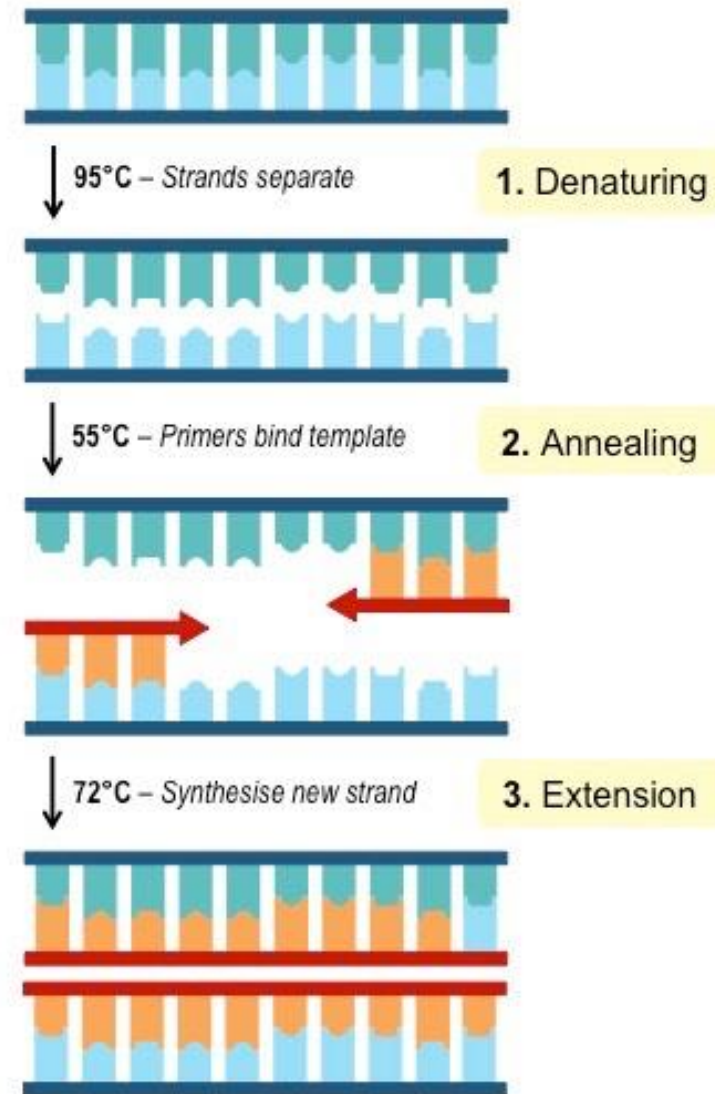 95°C – Strands separate
1. Denaturing
55°C – Primers bind template
2. Annealing
72°C – Synthesise new strand
3. Extension